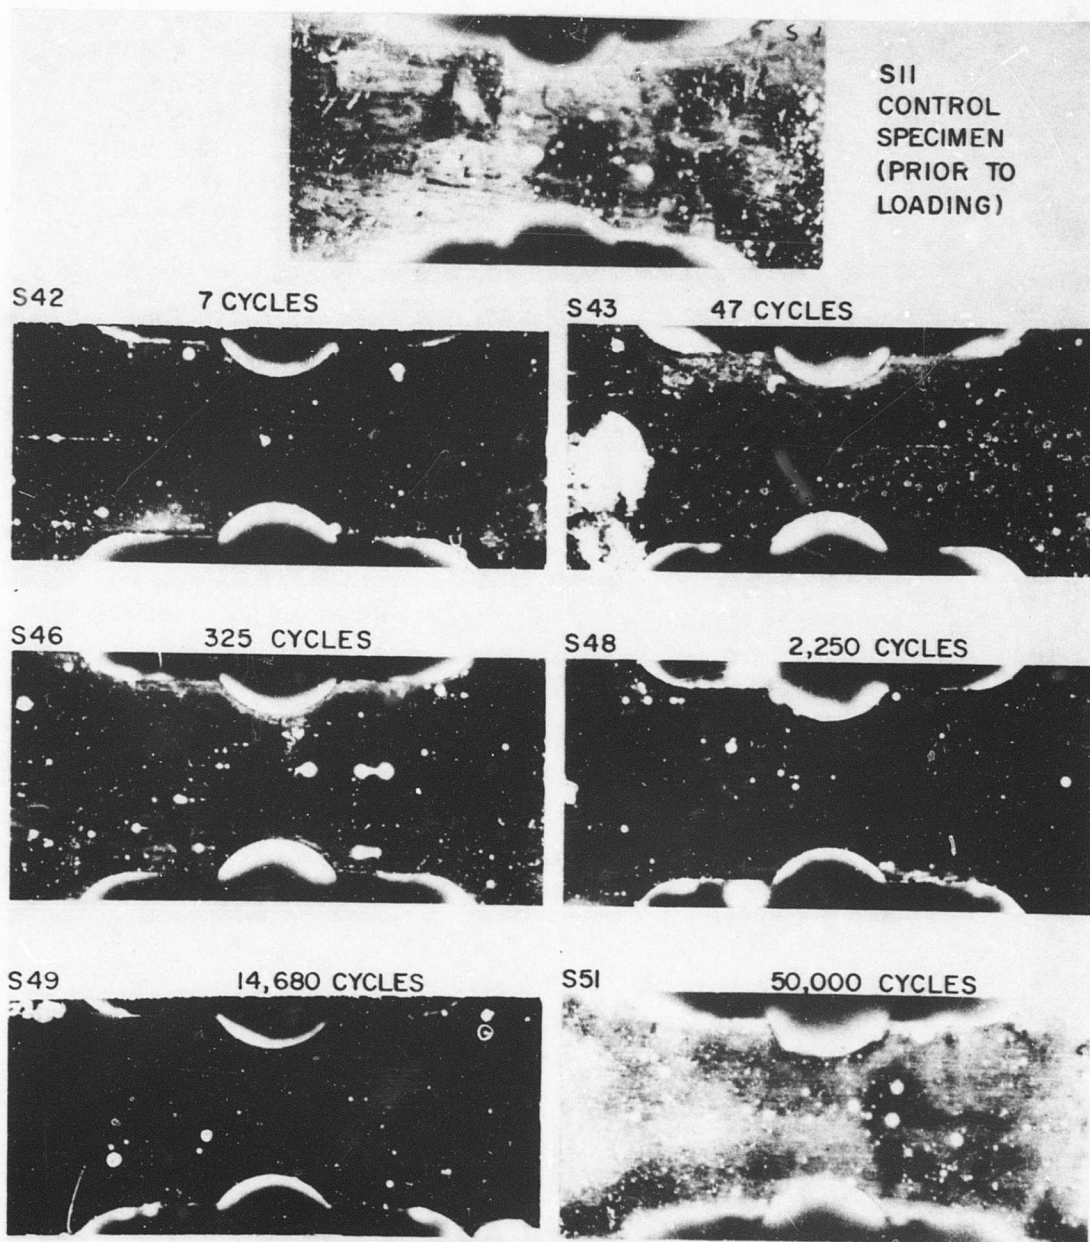 S11
CONTROL
SPECIMEN
(PRIOR TO
LOADING)
S42 7 CYCLES
S43 47 CYCLES
S46 325 CYCLES
S48 2,250 CYCLES
S49 14,680 CYCLES
S51 50,000 CYCLES